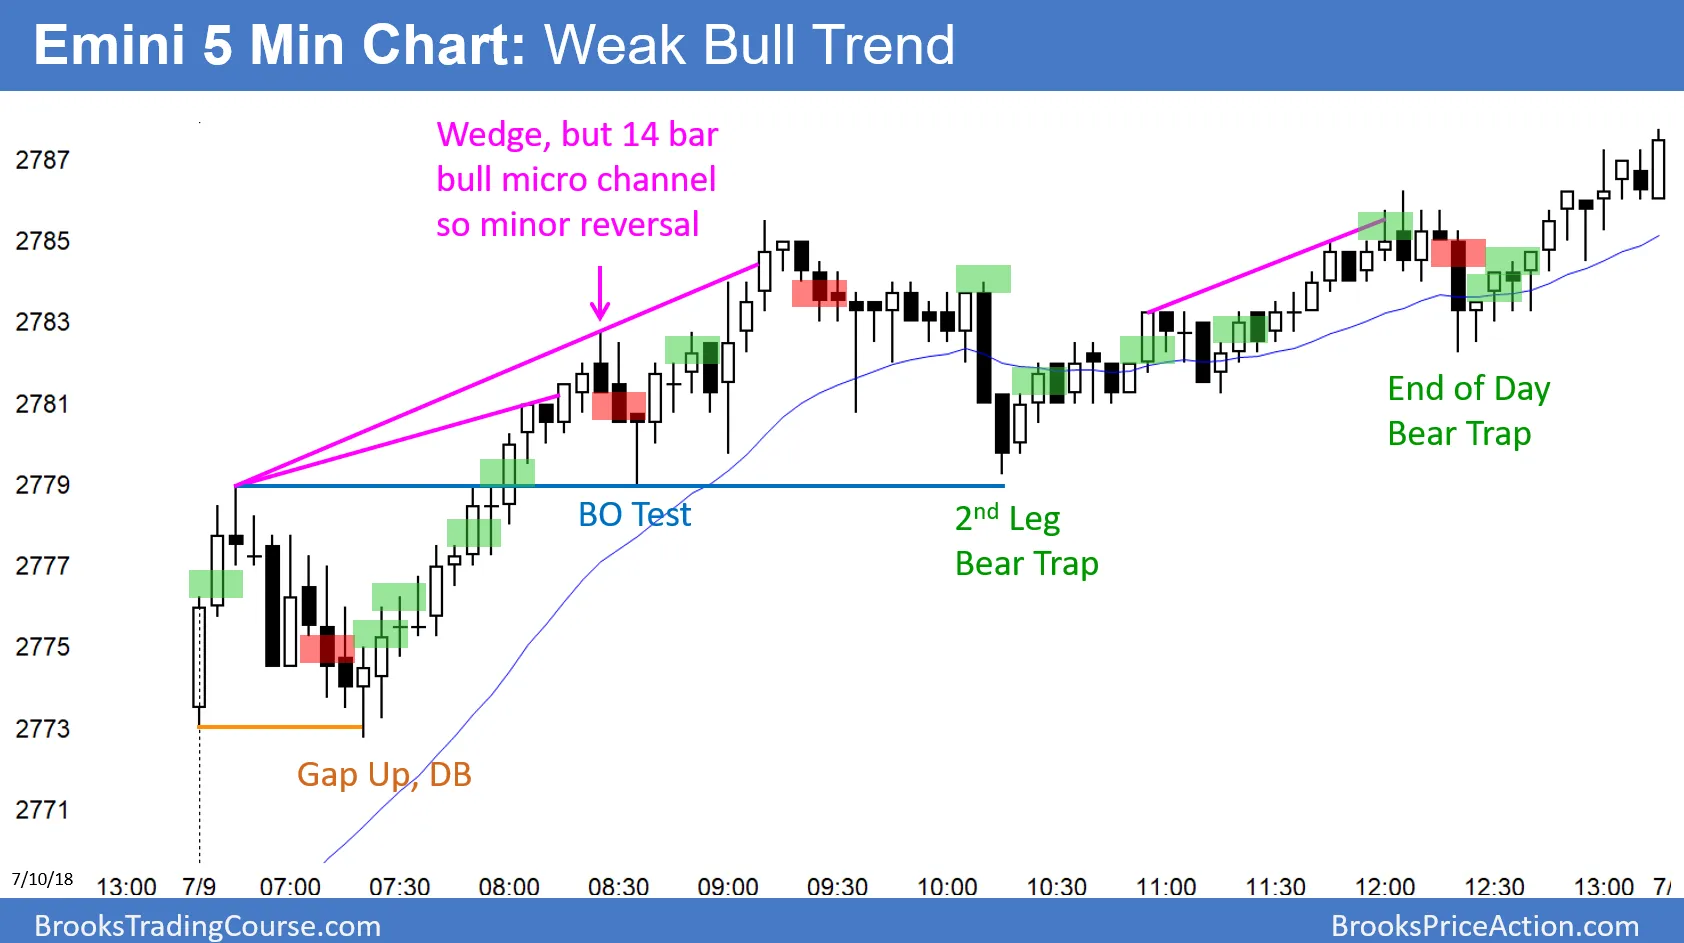 Emini 5 Min Chart: Weak Bull Trend
Wedge, but 14 bar
bull micro channel
so minor reversal
2787
2785
2783
2781
2779
2777
2775
2773
2771
BO Test
2nd Leg
Bear Trap
End of Day
Bear Trap
Gap Up, DB
7/10/18
13:00 7/9 07:00 07:30 08:00 08:30 09:00 09:30 10:00 10:30 11:00 11:30 12:00 12:30 13:00 7/
BrooksTradingCourse.com
BrooksPriceAction.com